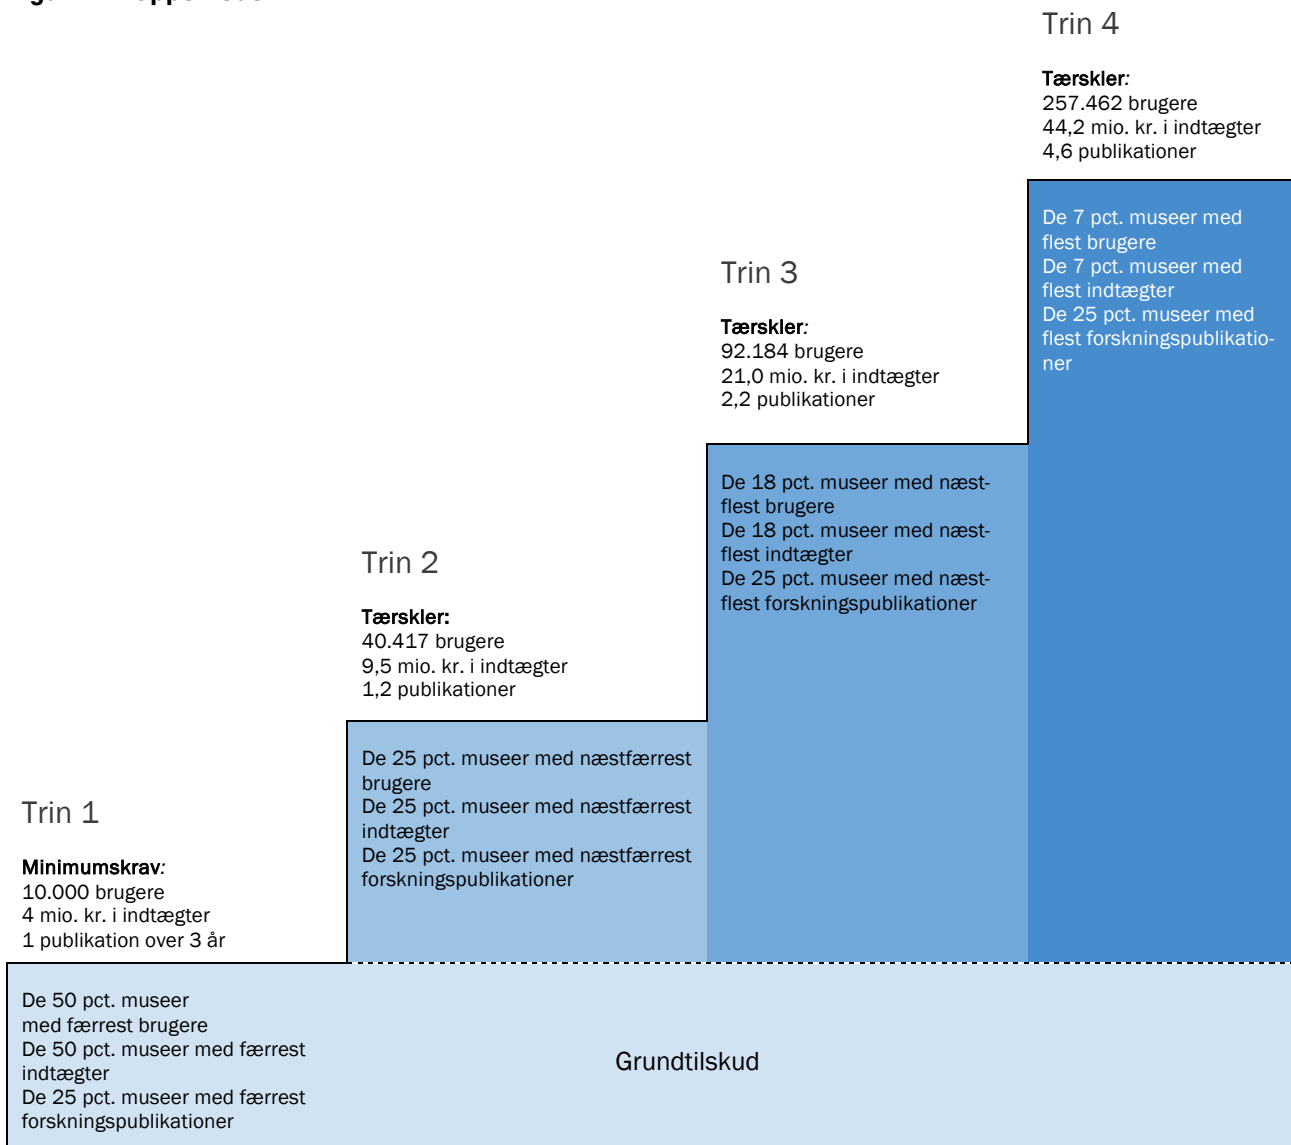 Trin 4
Tærskler:
257.462 brugere
44,2 mio. kr. i indtægter
4,6 publikationer
De 7 pct. museer med
flest brugere
De 7 pct. museer med
flest indtægter
De 25 pct. museer med
flest forskningspublikatio-
ner
Trin 3
Tærskler:
92.184 brugere
21,0 mio. kr. i indtægter
2,2 publikationer
De 18 pct. museer med næst-
flest brugere
De 18 pct. museer med næst-
flest indtægter
De 25 pct. museer med næst-
flest forskningspublikationer
Trin 2
Tærskler:
40.417 brugere
9,5 mio. kr. i indtægter
1,2 publikationer
De 25 pct. museer med næstfærrest
brugere
De 25 pct. museer med næstfærrest
indtægter
De 25 pct. museer med næstfærrest
forskningspublikationer
Trin 1
Minimumskrav:
10.000 brugere
4 mio. kr. i indtægter
1 publikation over 3 år
De 50 pct. museer
med færrest brugere
De 50 pct. museer med færrest
indtægter
De 25 pct. museer med færrest
forskningspublikationer
Grundtilskud